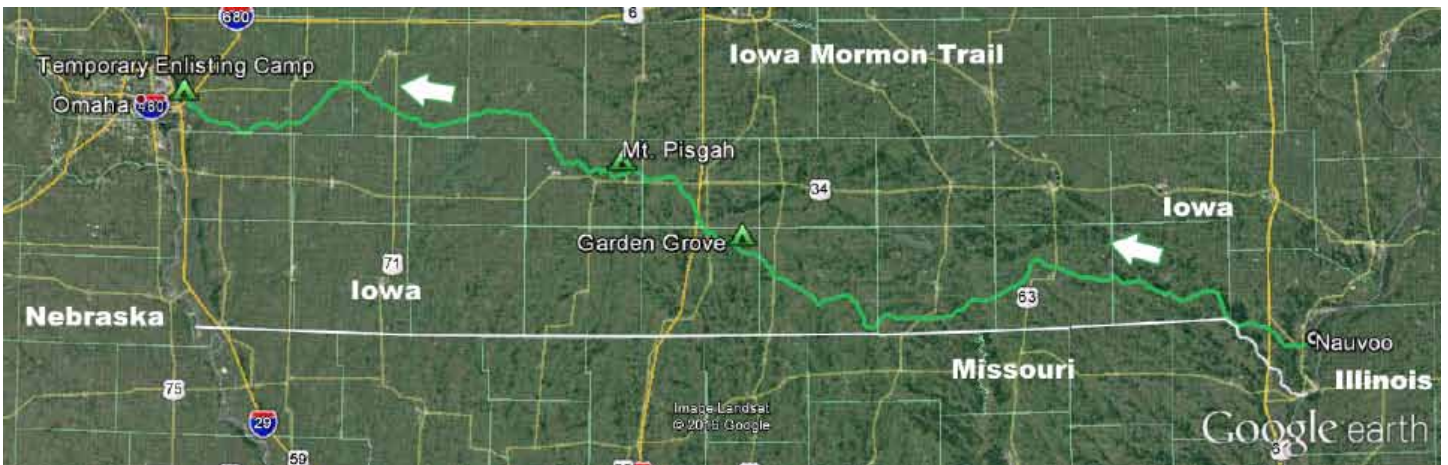 680
6
Iowa Mormon Trail
Temporary Enlisting Camp
Omaha
480
Mt. Pisgah
34
Iowa
Garden Grove
71
Iowa
63
Nebraska
Nauvoo
Missouri
Illinois
75
Image Landsat
© 2015 Google
Google earth
29
59
61